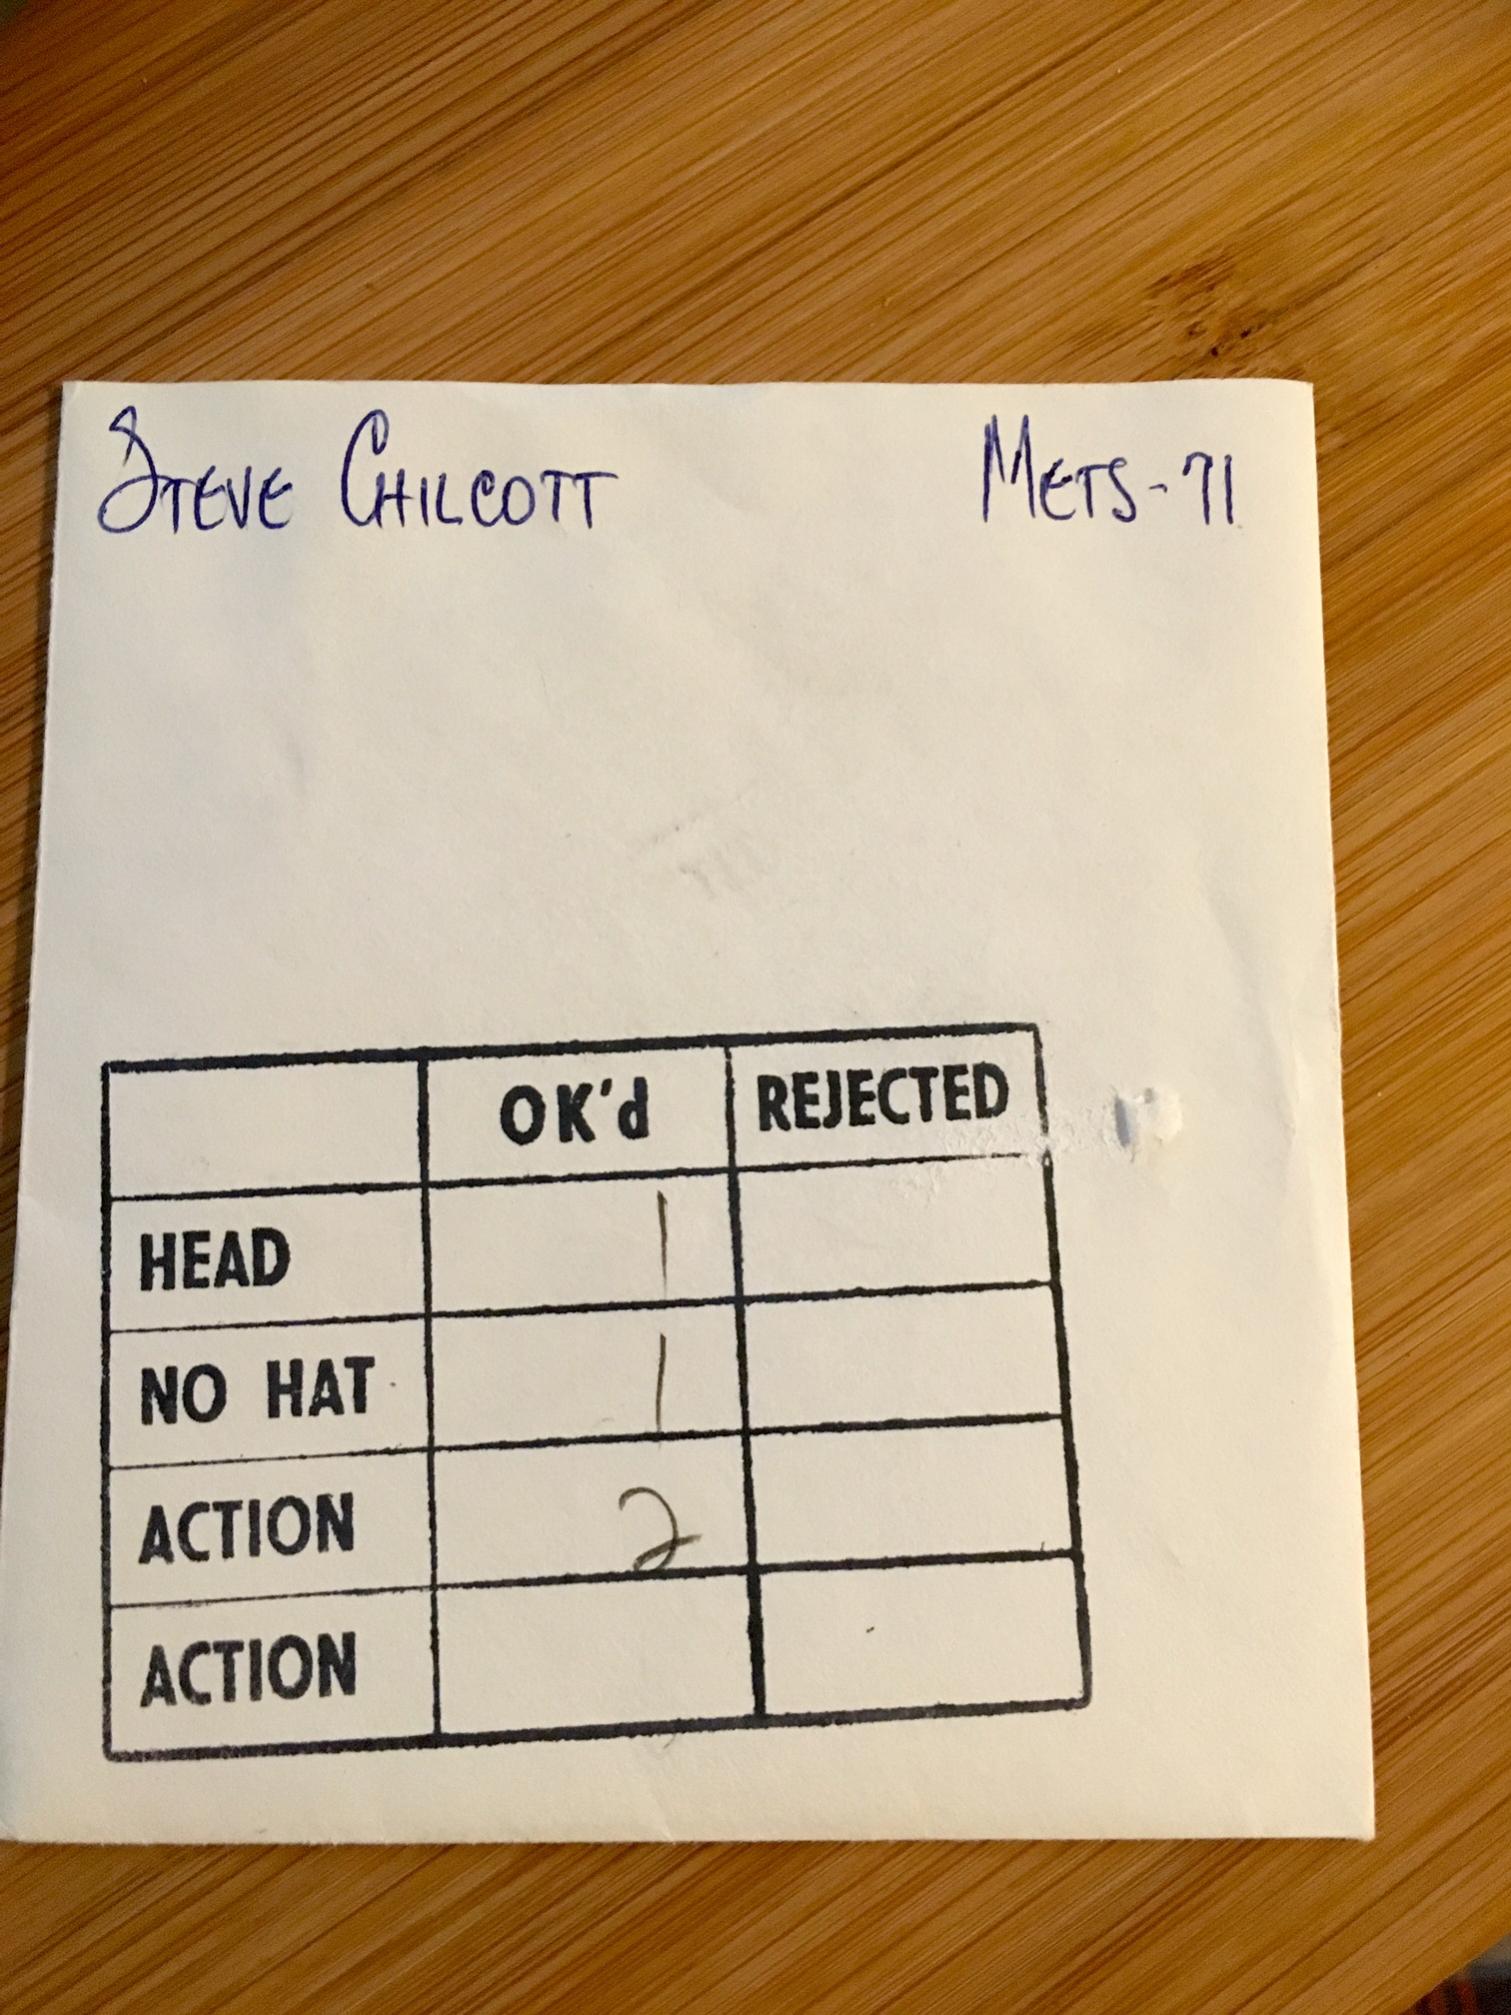 STEVE CHILCOTT METS-71
OK'd REJECTED
HEAD 1
NO HAT 1
ACTION 2
ACTION